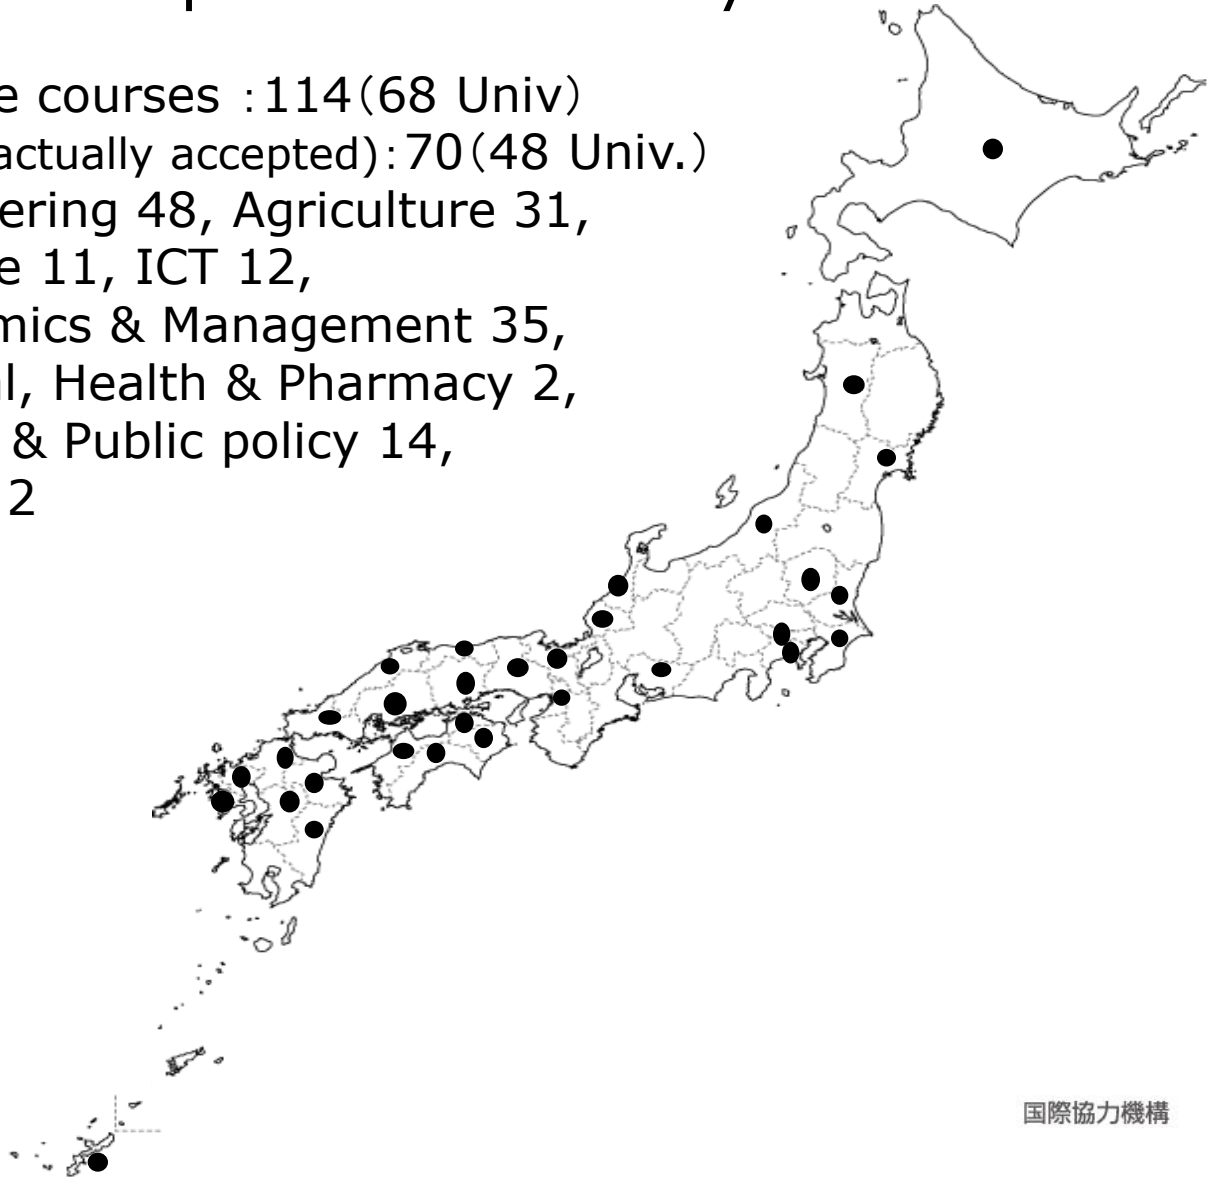 e courses :114(68 Univ)
actually accepted):70(48 Univ.)
ering 48, Agriculture 31,
e 11, ICT 12,
mics & Management 35,
l, Health & Pharmacy 2,
& Public policy 14,
2
国際協力機構